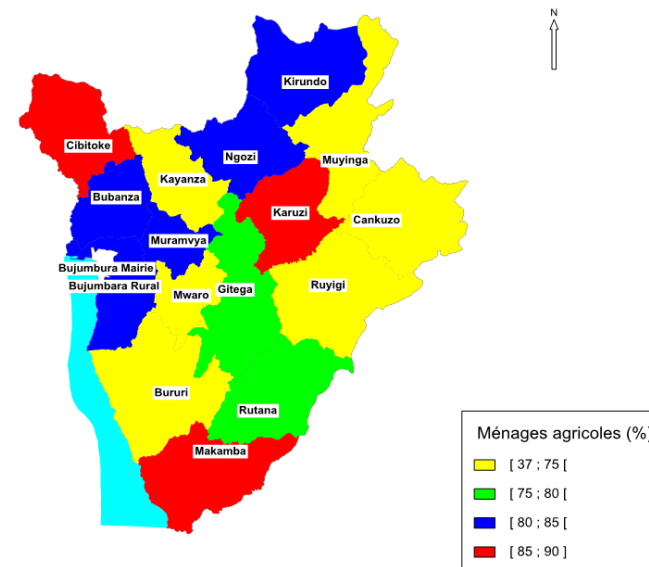 N
Kirundo
Cibitoke
Ngozi
Muyinga
Kayanza
Bubanza
Karuzi
Cankuzo
Muramvya
Bujumbura Mairie
Bujumbara Rural
Mwaro
Gitega
Ruyigi
Bururi
Rutana
Makamba
Ménages agricoles (%)
[ 37 ; 75 [
[ 75 ; 80 [
[ 80 ; 85 [
[ 85 ; 90 ]